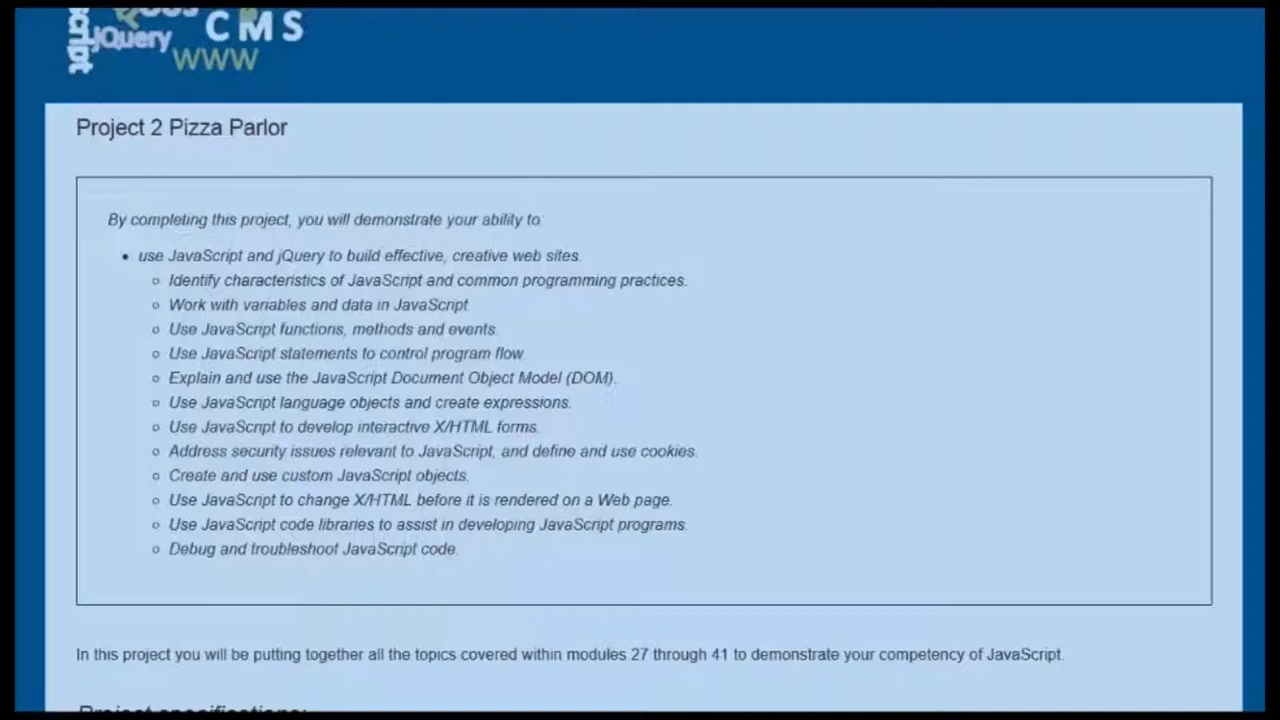 CMS
jQuery
www
Project 2 Pizza Parlor
By completing this project, you will demonstrate your ability to:
• use JavaScript and jQuery to build effective, creative web sites.
○ Identify characteristics of JavaScript and common programming practices.
○ Work with variables and data in JavaScript.
○ Use JavaScript functions, methods and events.
○ Use JavaScript statements to control program flow.
○ Explain and use the JavaScript Document Object Model (DOM).
○ Use JavaScript language objects and create expressions.
○ Use JavaScript to develop interactive X/HTML forms.
○ Address security issues relevant to JavaScript, and define and use cookies.
○ Create and use custom JavaScript objects.
○ Use JavaScript to change X/HTML before it is rendered on a Web page.
○ Use JavaScript code libraries to assist in developing JavaScript programs.
○ Debug and troubleshoot JavaScript code.
In this project you will be putting together all the topics covered within modules 27 through 41 to demonstrate your competency of JavaScript.
Project specifications: